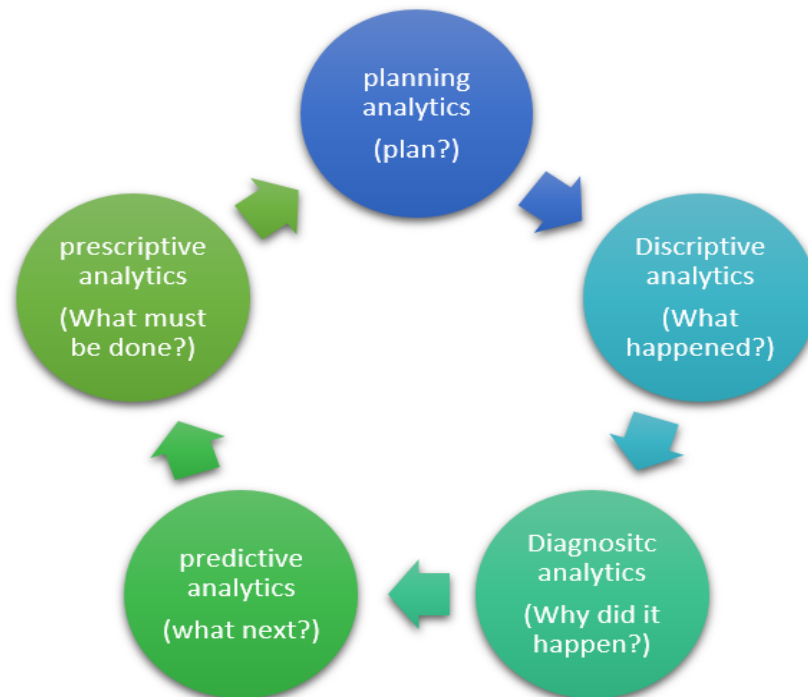 planning
analytics
(plan?)
Discriptive
analytics
(What
happened?)
Diagnositc
analytics
(Why did it
happen?)
predictive
analytics
(what next?)
prescriptive
analytics
(What must
be done?)